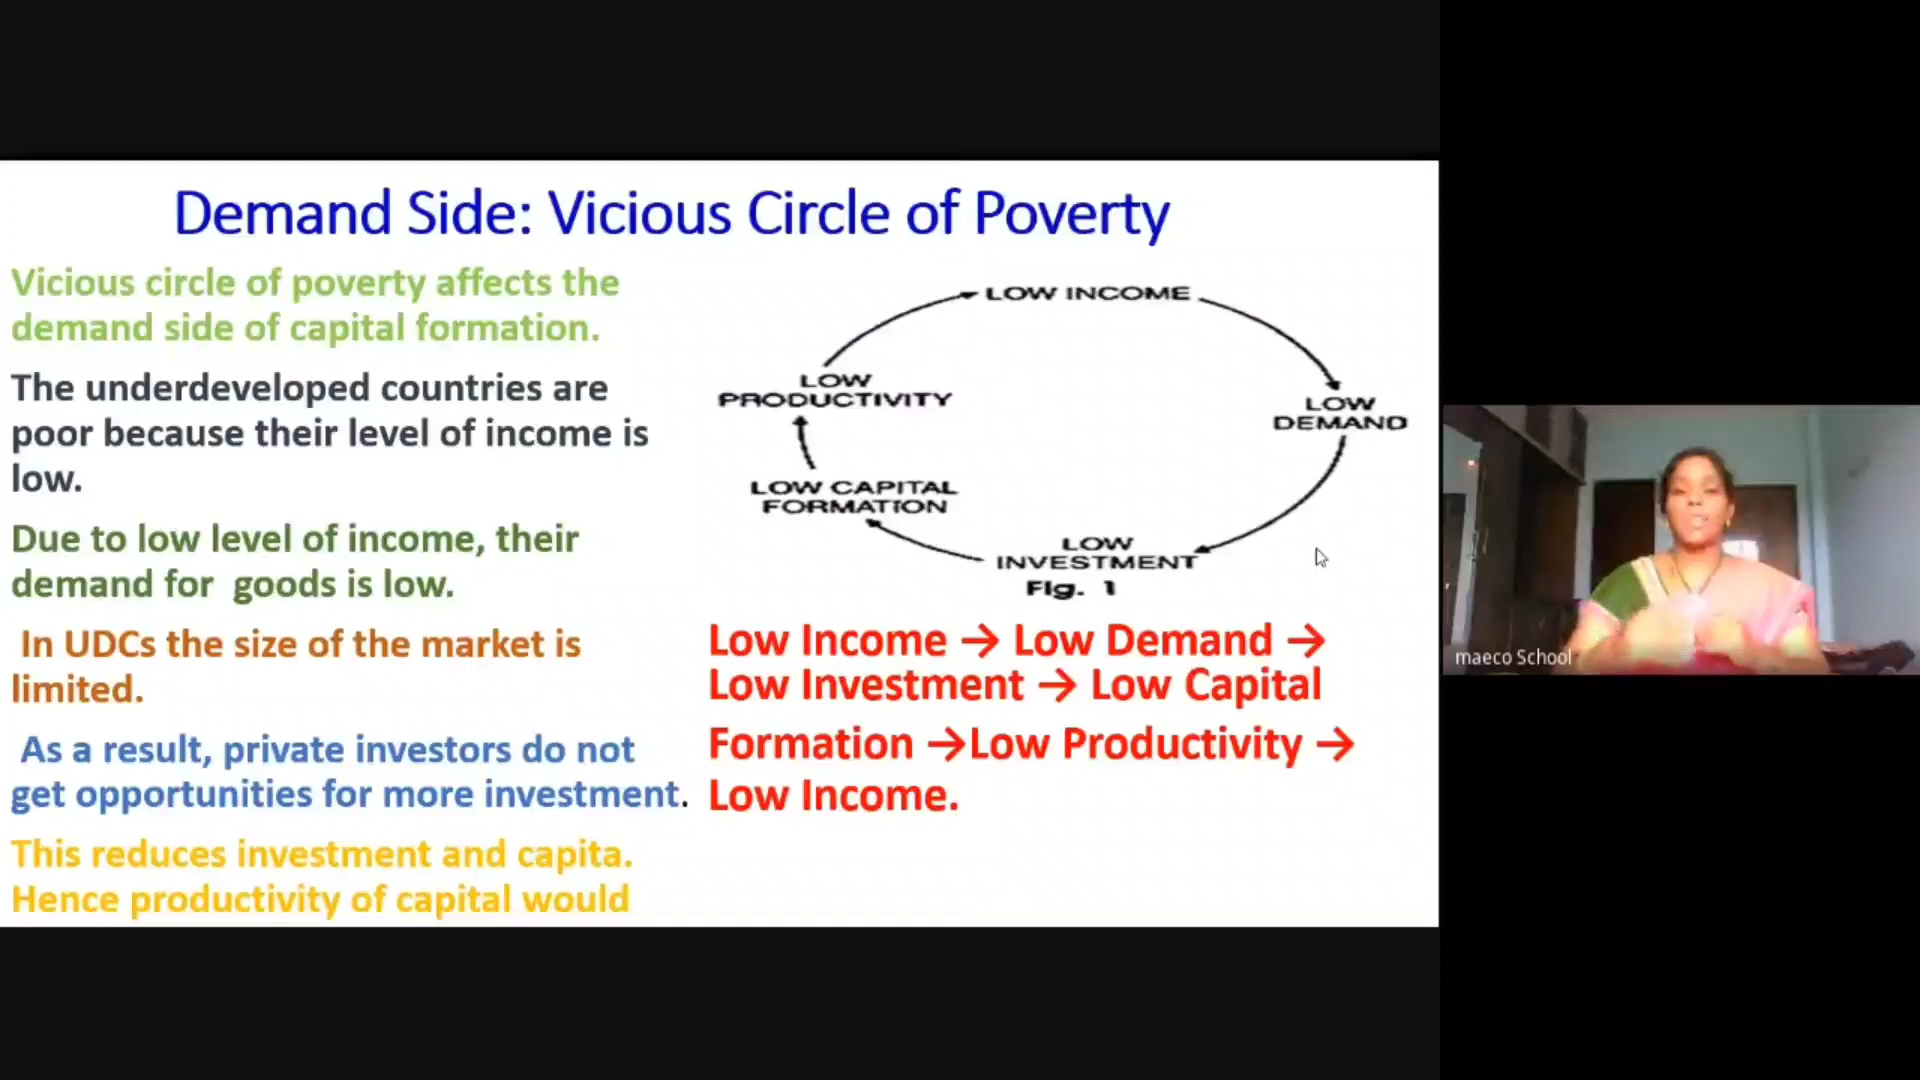 Demand Side: Vicious Circle of Poverty
Vicious circle of poverty affects the
demand side of capital formation.
The underdeveloped countries are
poor because their level of income is
low.
Due to low level of income, their
demand for goods is low.
In UDCs the size of the market is
limited.
As a result, private investors do not
get opportunities for more investment.
This reduces investment and capita.
Hence productivity of capital would
LOW INCOME
LOW
DEMAND
LOW
INVESTMENT
LOW CAPITAL
FORMATION
LOW
PRODUCTIVITY
Fig. 1
Low Income → Low Demand →
Low Investment → Low Capital
Formation →Low Productivity →
Low Income.
maeco School